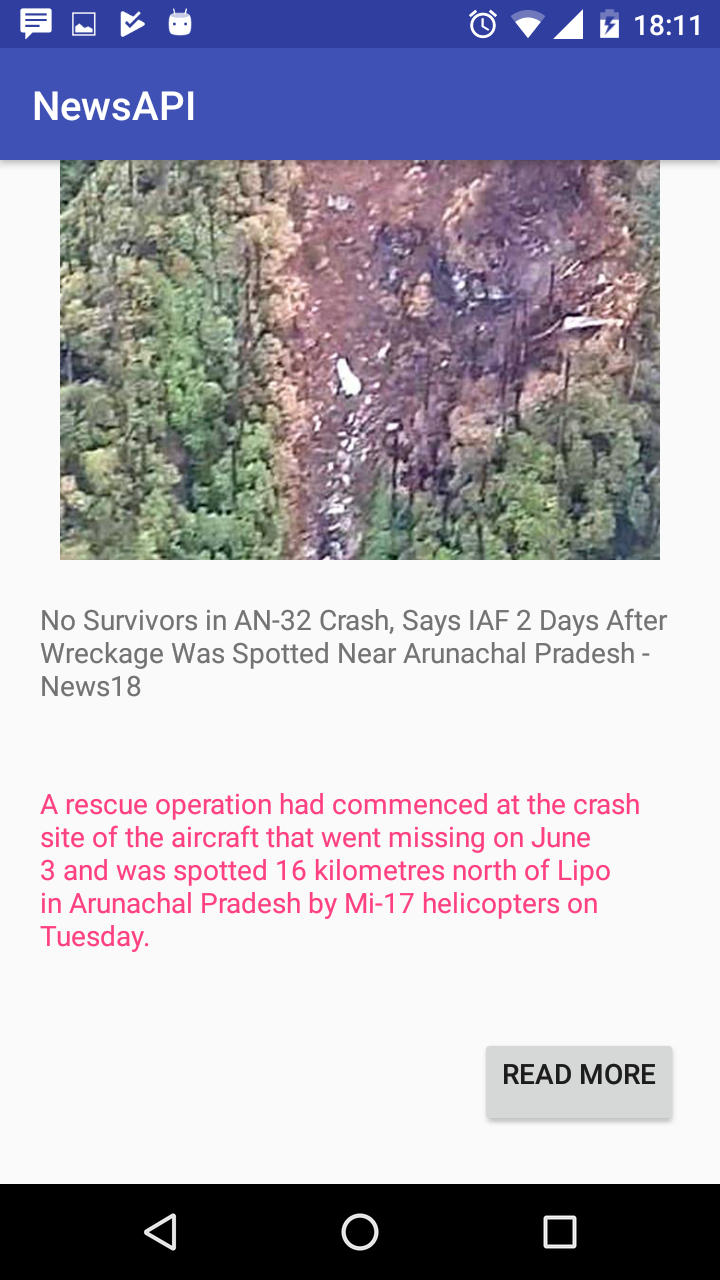 18:11
NewsAPI
No Survivors in AN-32 Crash, Says IAF 2 Days After
Wreckage Was Spotted Near Arunachal Pradesh -
News18
A rescue operation had commenced at the crash
site of the aircraft that went missing on June
3 and was spotted 16 kilometres north of Lipo
in Arunachal Pradesh by Mi-17 helicopters on
Tuesday.
READ MORE